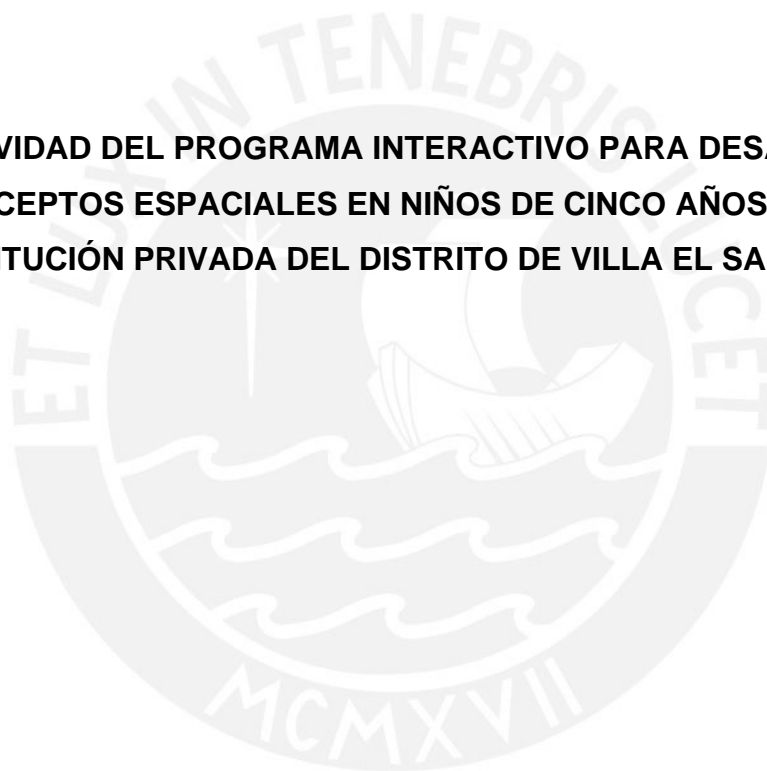 ET LUX IN TENEBRIS LUCET
VIDAD DEL PROGRAMA INTERACTIVO PARA DESA
CEPTOS ESPACIALES EN NIÑOS DE CINCO AÑOS
ITUCIÓN PRIVADA DEL DISTRITO DE VILLA EL SA
MCMXVII